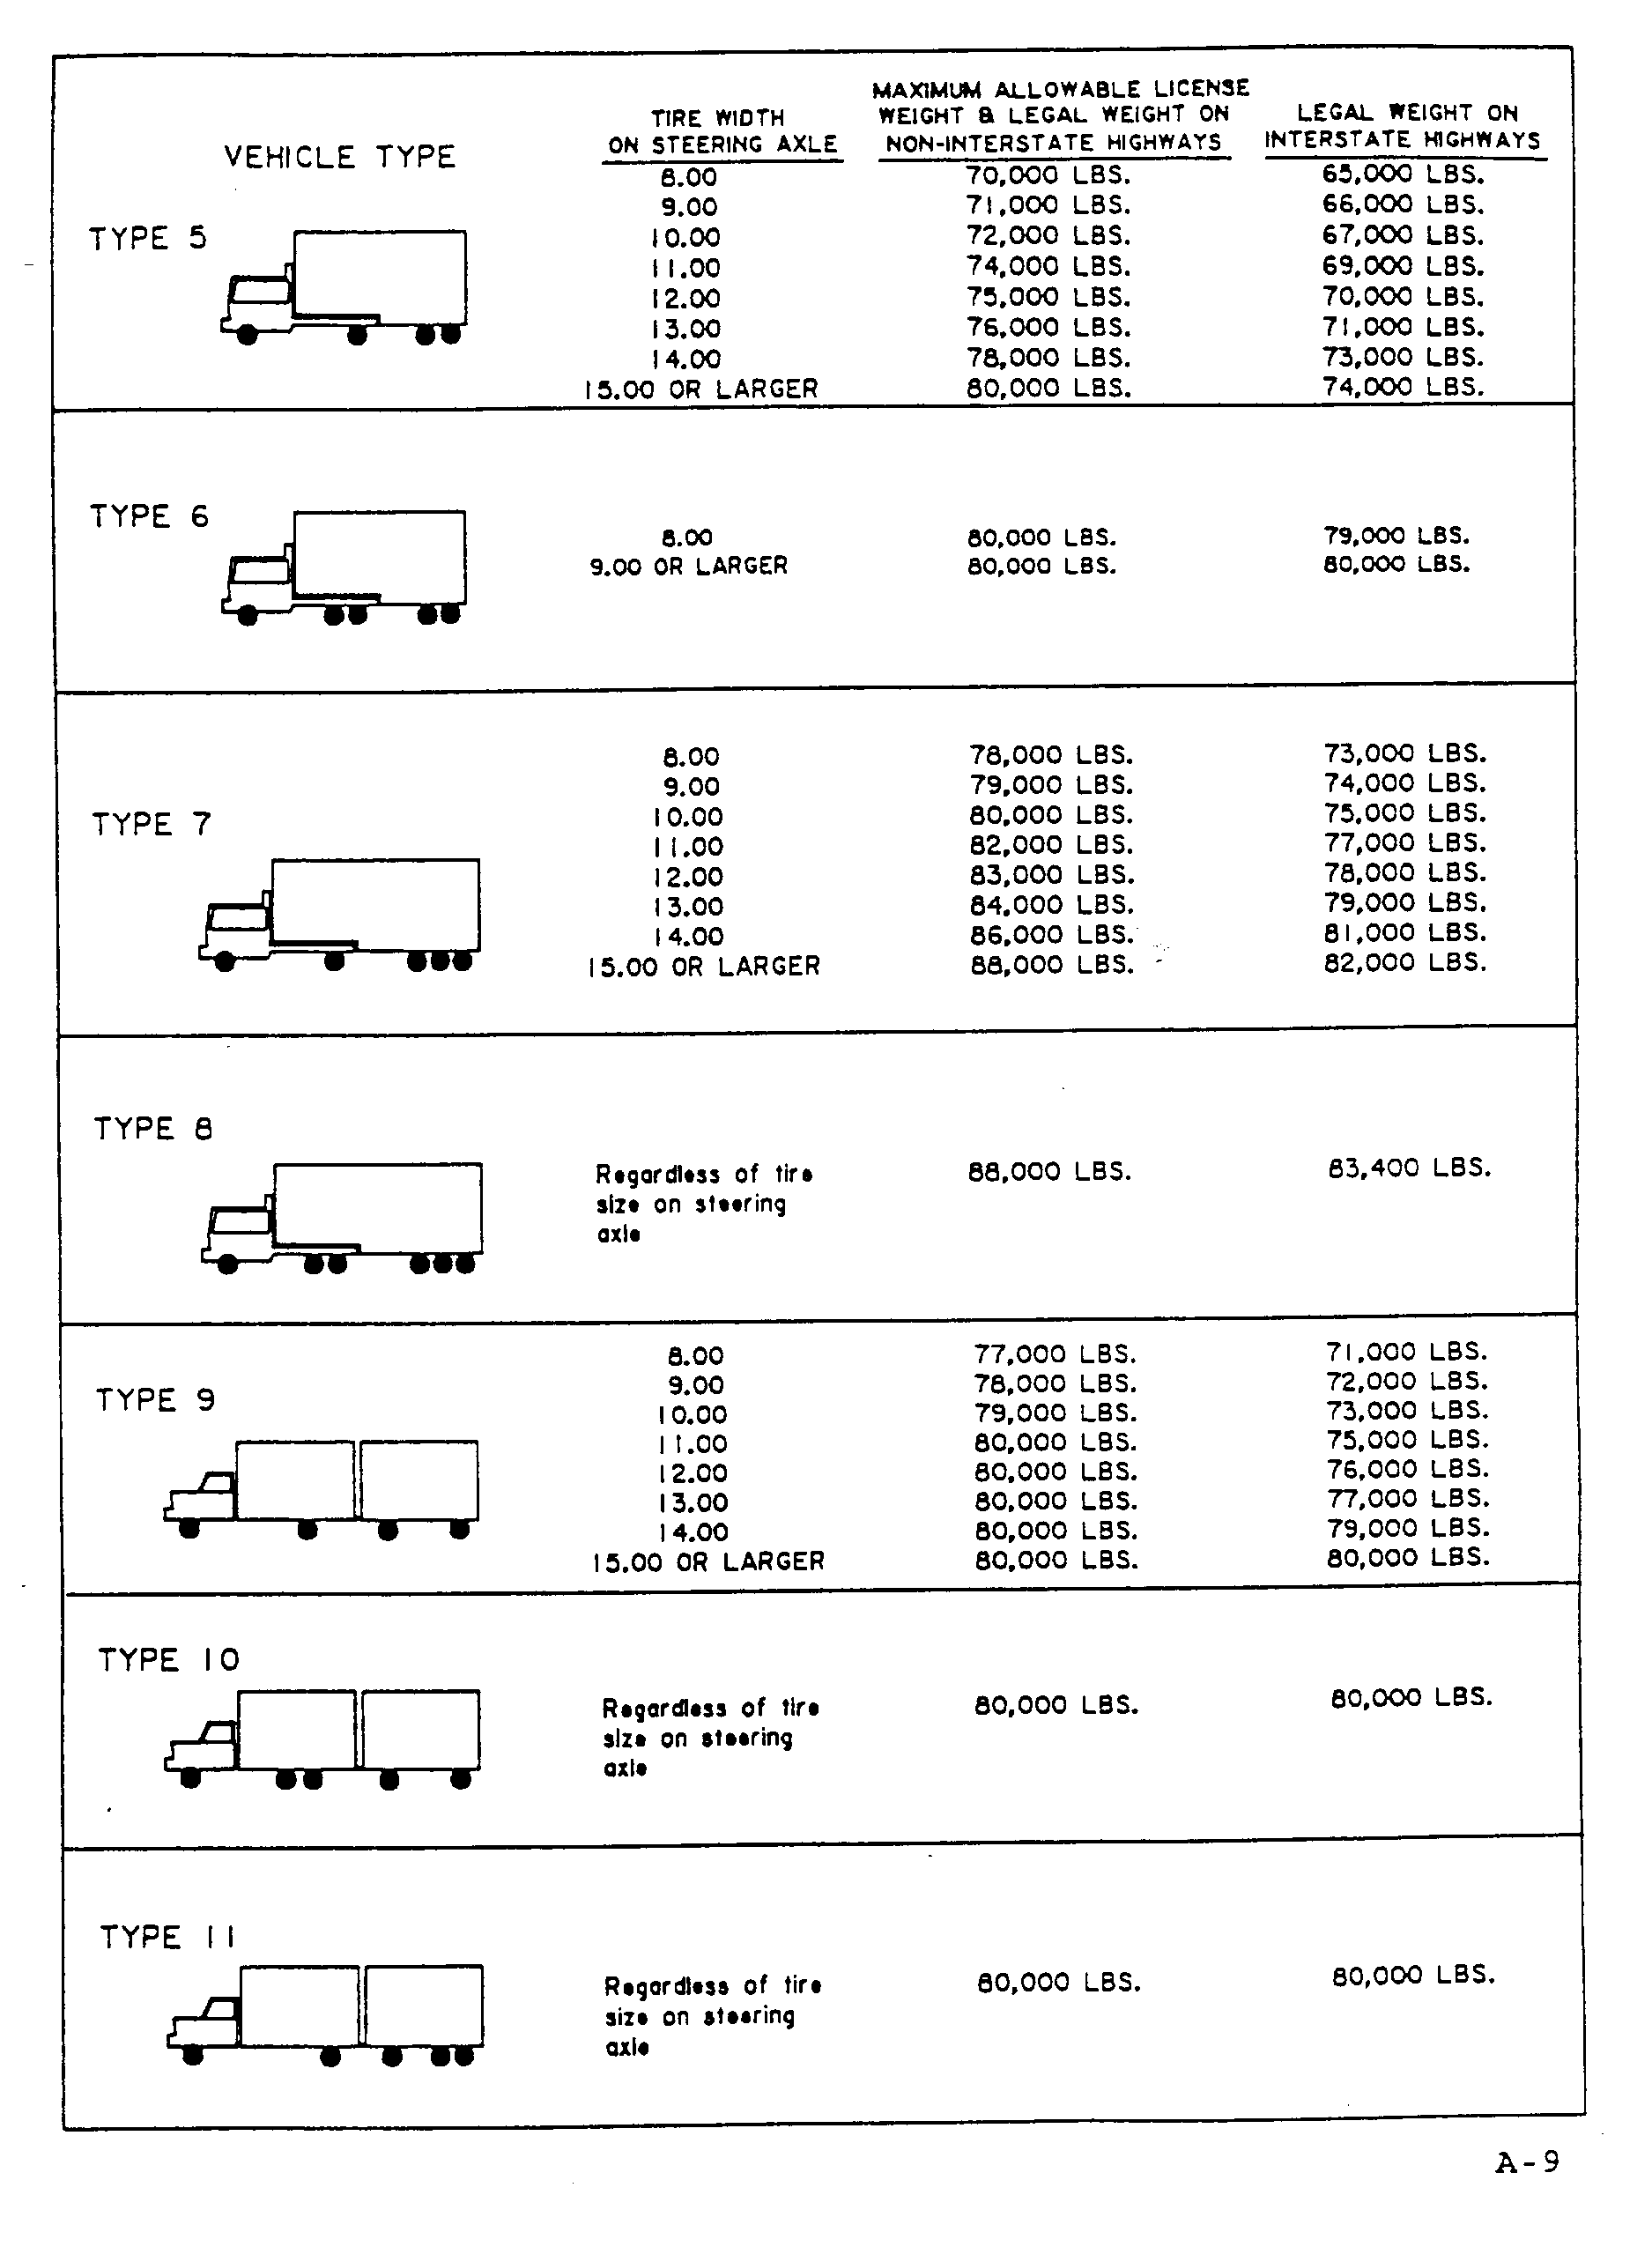 MAXIMUM ALLOWABLE LICENSE
TIRE WIDTH WEIGHT & LEGAL WEIGHT ON LEGAL WEIGHT ON
VEHICLE TYPE ON STEERING AXLE NON-INTERSTATE HIGHWAYS INTERSTATE HIGHWAYS
8.00 70,000 LBS. 65,000 LBS.
9.00 71,000 LBS. 66,000 LBS.
TYPE 5 10.00 72,000 LBS. 67,000 LBS.
11.00 74,000 LBS. 69,000 LBS.
12.00 75,000 LBS. 70,000 LBS.
13.00 76,000 LBS. 71,000 LBS.
14.00 78,000 LBS. 73,000 LBS.
15.00 OR LARGER 80,000 LBS. 74,000 LBS.
TYPE 6
8.00 80,000 LBS. 79,000 LBS.
9.00 OR LARGER 80,000 LBS. 80,000 LBS.
8.00 78,000 LBS. 73,000 LBS.
9.00 79,000 LBS. 74,000 LBS.
TYPE 7 10.00 80,000 LBS. 75,000 LBS.
11.00 82,000 LBS. 77,000 LBS.
12.00 83,000 LBS. 78,000 LBS.
13.00 84,000 LBS. 79,000 LBS.
14.00 86,000 LBS. 81,000 LBS.
15.00 OR LARGER 88,000 LBS. 82,000 LBS.
TYPE 8
Regardless of tire 88,000 LBS. 83,400 LBS.
size on steering
axle
8.00 77,000 LBS. 71,000 LBS.
9.00 78,000 LBS. 72,000 LBS.
TYPE 9 10.00 79,000 LBS. 73,000 LBS.
11.00 80,000 LBS. 75,000 LBS.
12.00 80,000 LBS. 76,000 LBS.
13.00 80,000 LBS. 77,000 LBS.
14.00 80,000 LBS. 79,000 LBS.
15.00 OR LARGER 80,000 LBS. 80,000 LBS.
TYPE 10
Regardless of tire 80,000 LBS. 80,000 LBS.
size on steering
axle
TYPE 11
Regardless of tire 80,000 LBS. 80,000 LBS.
size on steering
axle
A-9